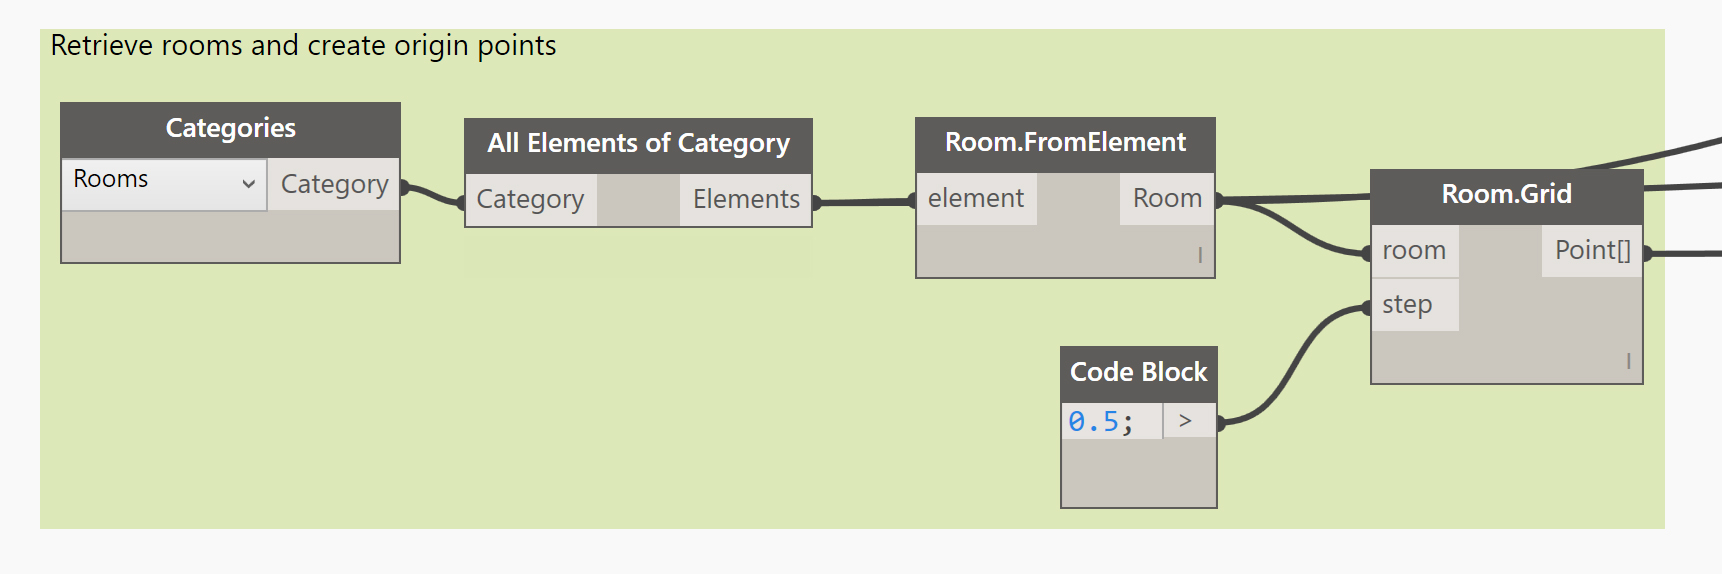 Retrieve rooms and create origin points
Categories
Rooms
Category
All Elements of Category
Category
Elements
Room.FromElement
element
Room
|
Room.Grid
room
Point[]
step
|
Code Block
0.5;
>